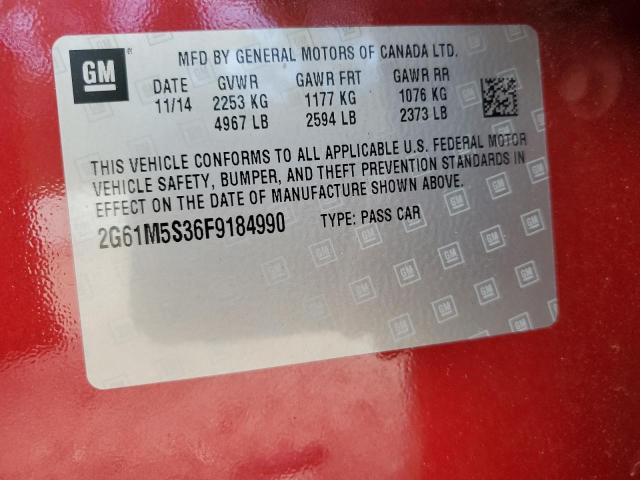 GM
MFD BY GENERAL MOTORS OF CANADA LTD.
DATE GVWR GAWR FRT GAWR RR
11/14 2253 KG 1177 KG 1076 KG
4967 LB 2594 LB 2373 LB
THIS VEHICLE CONFORMS TO ALL APPLICABLE U.S. FEDERAL MOTOR
VEHICLE SAFETY, BUMPER, AND THEFT PREVENTION STANDARDS IN
EFFECT ON THE DATE OF MANUFACTURE SHOWN ABOVE.
2G61M5S36F9184990 TYPE: PASS CAR